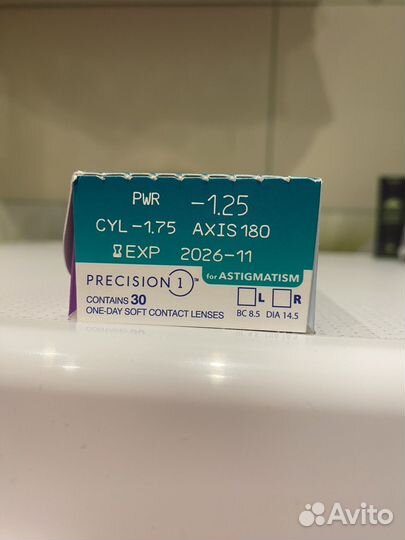 PWR -1.25
CYL -1.75 AXIS 180
EXP 2026-11
for ASTIGMATISM
PRECISION 1™
CONTAINS 30
ONE-DAY SOFT CONTACT LENSES
L R
BC 8.5 DIA 14.5
Avito